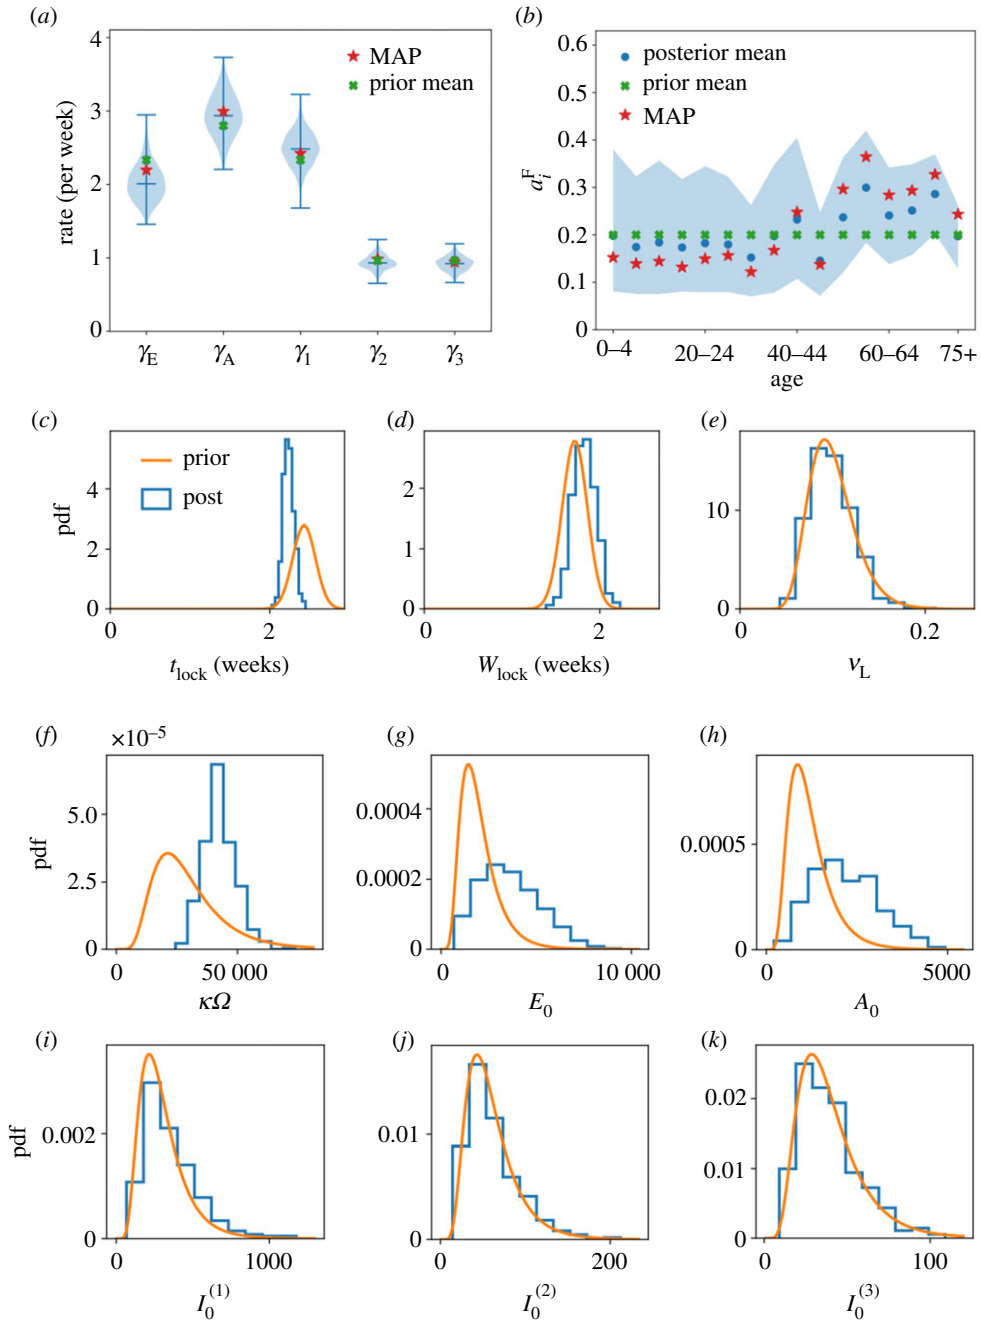 (a)
4
3
2
1
0
rate (per week)
MAP
prior mean
γE γA γ1 γ2 γ3
(b)
0.6
0.5
0.4
0.3
0.2
0.1
0
a_i^F
posterior mean
prior mean
MAP
0–4 20–24 40–44 60–64 75+
age
(c)
4
2
0
pdf
prior
post
0 2
t_lock (weeks)
(d)
2
1
0
0 2
W_lock (weeks)
(e)
10
0
0 0.2
ν_L
(f)
×10^−5
5.0
2.5
0
pdf
0 50 000
κΩ
(g)
0.0004
0.0002
0
0 10 000
E_0
(h)
0.0005
0
0 5000
A_0
(i)
0.002
0
pdf
0 1000
I_0^(1)
(j)
0.01
0
0 200
I_0^(2)
(k)
0.02
0.01
0
0 100
I_0^(3)